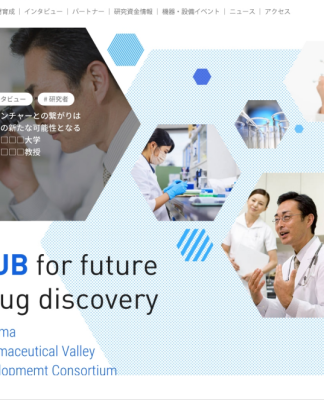 育成 | インタビュー | パートナー | 研究資金情報 | 機器・設備イベント | ニュース | アクセス
タビュー # 研究者
ンチャーとの繋がりは
の新たな可能性となる
□□□大学
□□□教授
UB for future
ug discovery
ma
maceutical Valley
lopmemt Consortium